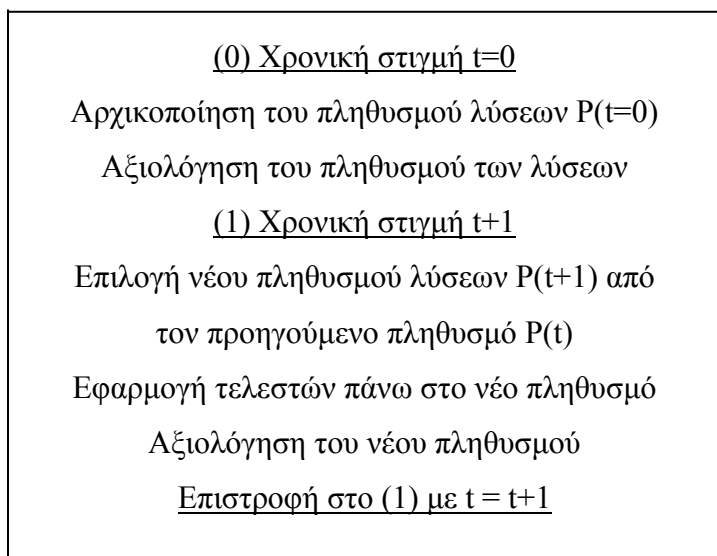 (0) Χρονική στιγμή t=0
Αρχικοποίηση του πληθυσμού λύσεων P(t=0)
Αξιολόγηση του πληθυσμού των λύσεων
(1) Χρονική στιγμή t+1
Επιλογή νέου πληθυσμού λύσεων P(t+1) από
τον προηγούμενο πληθυσμό P(t)
Εφαρμογή τελεστών πάνω στο νέο πληθυσμό
Αξιολόγηση του νέου πληθυσμού
Επιστροφή στο (1) με t = t+1